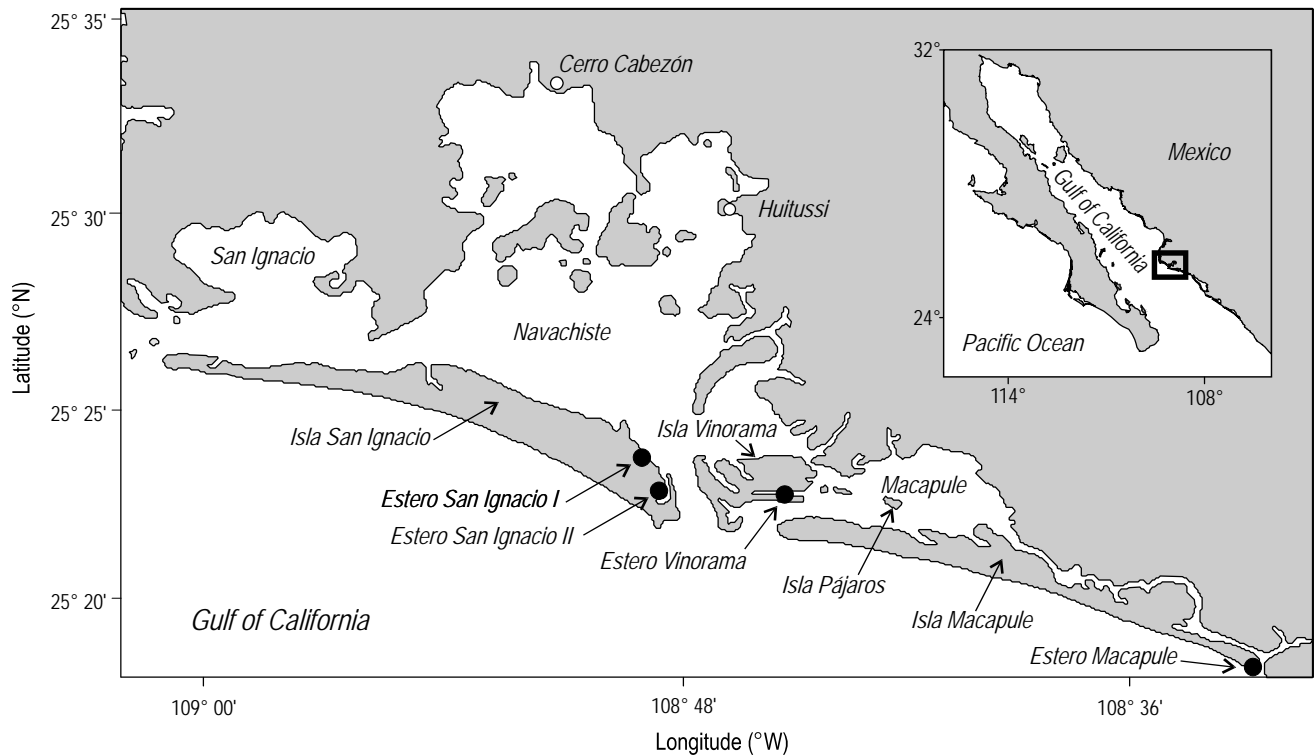 25° 35'
25° 30'
25° 25'
25° 20'
Latitude (°N)
Cerro Cabezón
Huitussi
San Ignacio
Navachiste
Isla San Ignacio
Isla Vinorama
Estero San Ignacio I
Estero San Ignacio II
Estero Vinorama
Macapule
Isla Pájaros
Isla Macapule
Estero Macapule
Gulf of California
32°
24°
Mexico
Gulf of
California
Pacific Ocean
114°
108°
109° 00'
108° 48'
108° 36'
Longitude (°W)